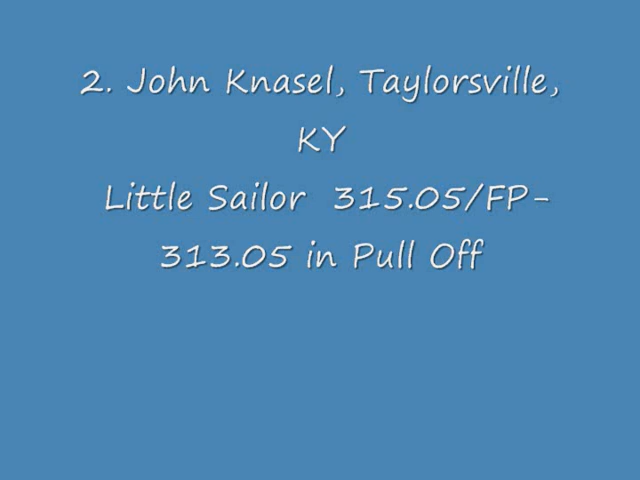 2. John Knasel, Taylorsville,
KY
Little Sailor 315.05/FP-
313.05 in Pull Off